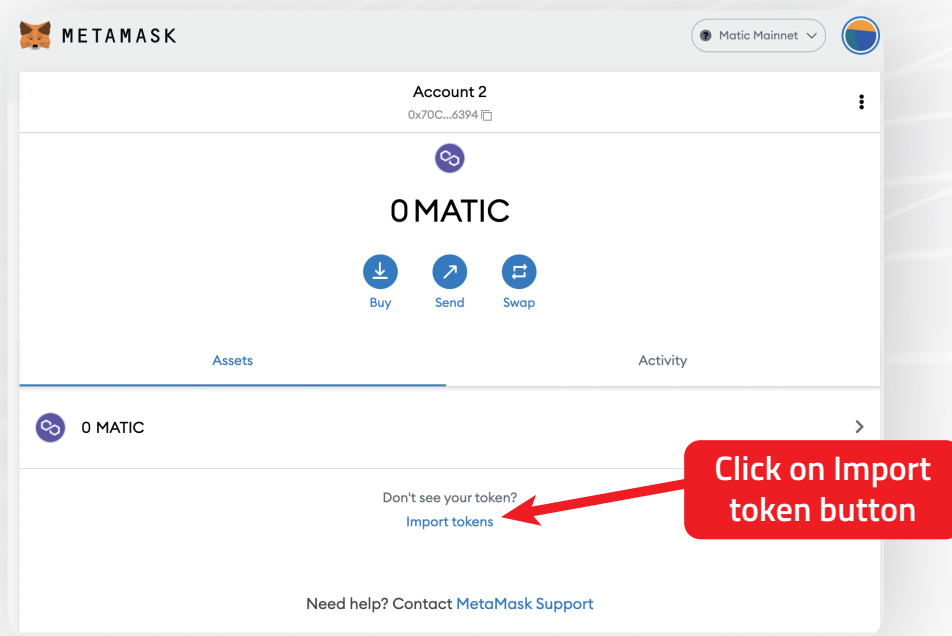 METAMASK
Matic Mainnet
Account 2
0x70C...6394
0 MATIC
Buy
Send
Swap
Assets
Activity
0 MATIC
Don't see your token?
Import tokens
Click on Import
token button
Need help? Contact MetaMask Support